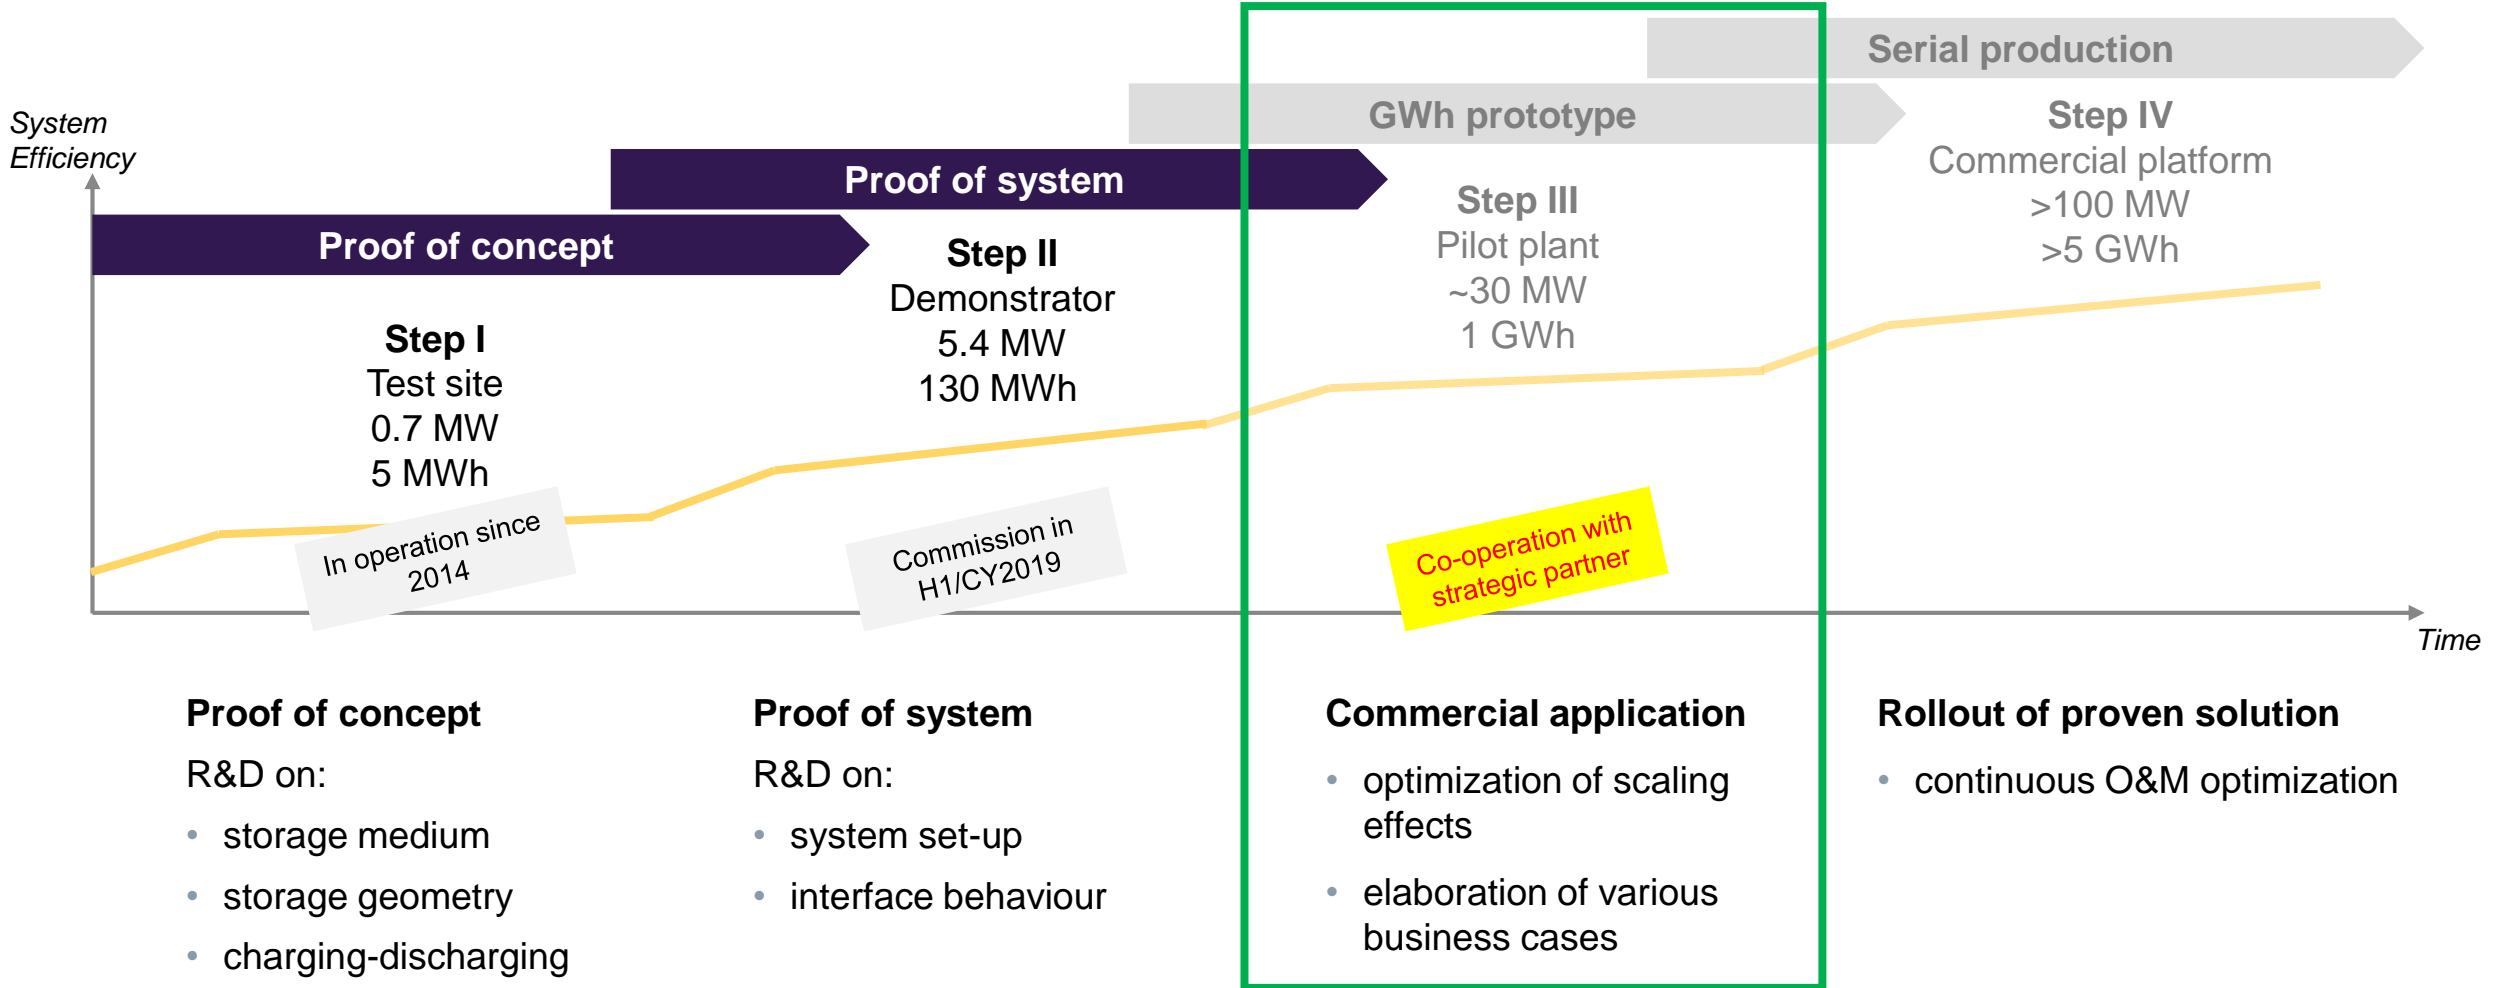 Serial production
GWh prototype
Proof of system
Proof of concept
System
Efficiency
Step I
Test site
0.7 MW
5 MWh
In operation since
2014
Step II
Demonstrator
5.4 MW
130 MWh
Commission in
H1/CY2019
Step III
Pilot plant
~30 MW
1 GWh
Co-operation with
strategic partner
Step IV
Commercial platform
>100 MW
>5 GWh
Time
Proof of concept
R&D on:
• storage medium
• storage geometry
• charging-discharging
Proof of system
R&D on:
• system set-up
• interface behaviour
Commercial application
• optimization of scaling
effects
• elaboration of various
business cases
Rollout of proven solution
• continuous O&M optimization